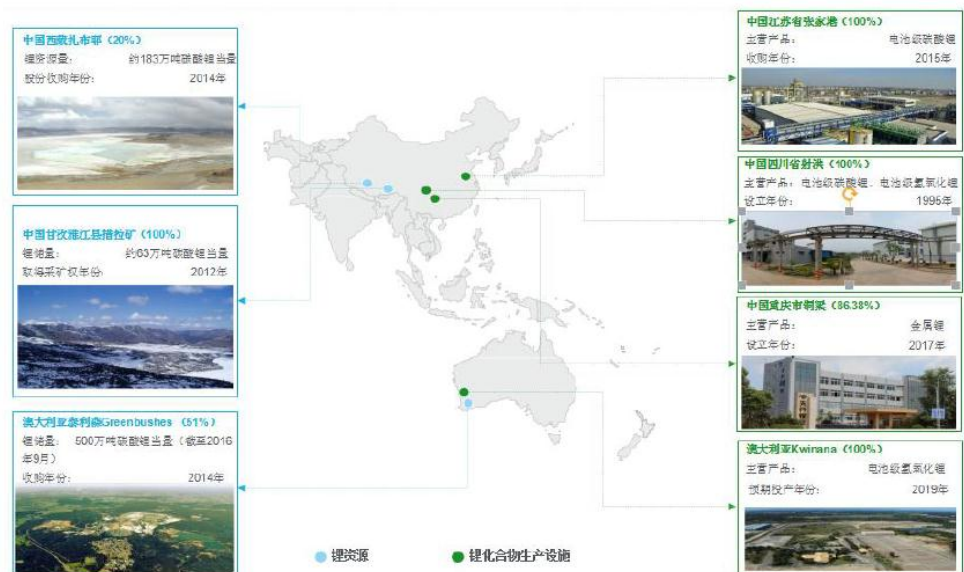 中国西藏扎布耶（20%）
锂资源量： 约183万吨碳酸锂当量
股份收购年份： 2014年
中国甘孜雅江县措拉矿（100%）
锂储量： 约63万吨碳酸锂当量
取得采矿权年份： 2012年
澳大利亚泰利森Greenbushes（51%）
锂储量： 500万吨碳酸锂当量（截至2016
年9月）
收购年份： 2014年
中国江苏省张家港（100%）
主营产品： 电池级碳酸锂
收购年份： 2015年
中国四川省射洪（100%）
主营产品：电池级碳酸锂、电池级氢氧化锂
设立年份： 1995年
中国重庆市铜梁（86.38%）
主营产品： 金属锂
设立年份： 2017年
澳大利亚Kwinana（100%）
主营产品： 电池级氢氧化锂
预期投产年份： 2019年
锂资源
锂化合物生产设施